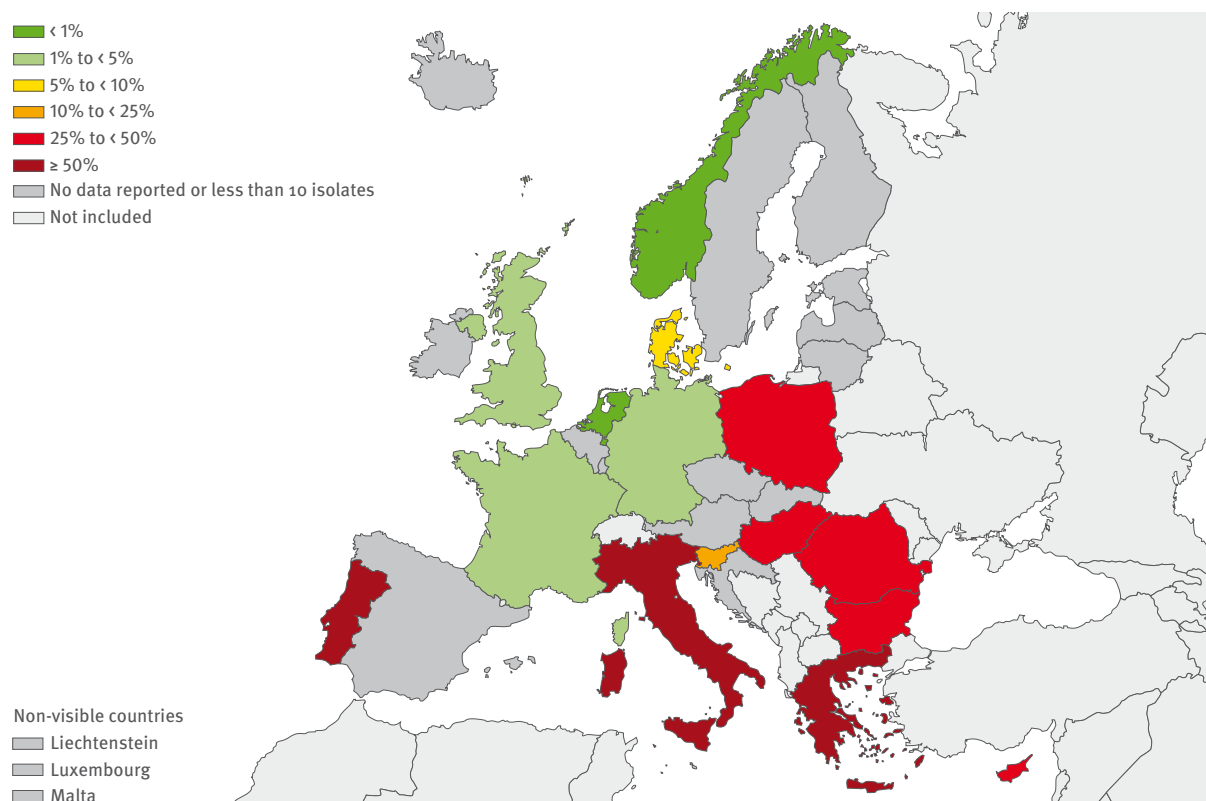 < 1%
1% to < 5%
5% to < 10%
10% to < 25%
25% to < 50%
≥ 50%
No data reported or less than 10 isolates
Not included
Non-visible countries
Liechtenstein
Luxembourg
Malta